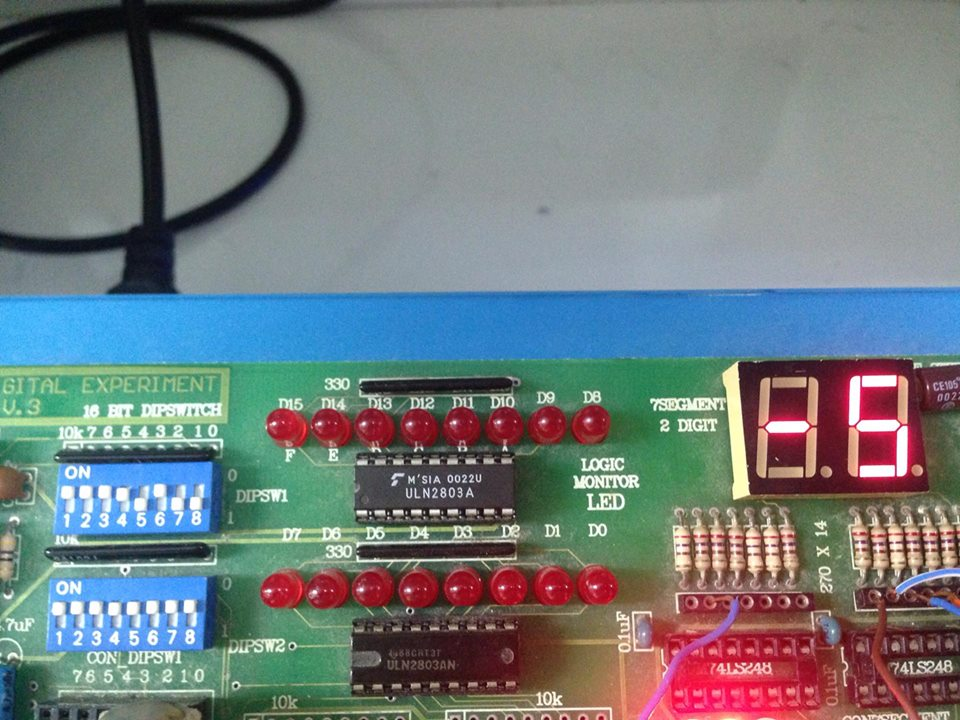 GITAL EXPERIMENT
V.3
16 BIT DIPSWITCH
10k 7 6 5 4 3 2 1 0
ON
1 2 3 4 5 6 7 8
0
DIPSW1
1
10k
ON
1 2 3 4 5 6 7 8
0
1
DIPSW2
CON_DIPSW1
7 6 5 4 3 2 1 0
.7uF
330
D15 D14 D13 D12 D11 D10 D9 D8
F E
M'SIA 0022U
ULN2803A
LOGIC
MONITOR
LED
D7 D6 D5 D4 D3 D2 D1 D0
330
ULN2803AN
10k
10k
7SEGMENT
2 DIGIT
-5
CE105
0022
270 X 14
0.1uF
74LS248
0.1uF
74LS248